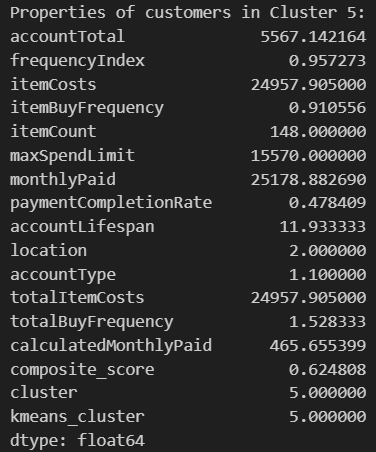 Properties of customers in Cluster 5:
accountTotal 5567.142164
frequencyIndex 0.957273
itemCosts 24957.905000
itemBuyFrequency 0.910556
itemCount 148.000000
maxSpendLimit 15570.000000
monthlyPaid 25178.882690
paymentCompletionRate 0.478409
accountLifespan 11.933333
location 2.000000
accountType 1.100000
totalItemCosts 24957.905000
totalBuyFrequency 1.528333
calculatedMonthlyPaid 465.655399
composite_score 0.624808
cluster 5.000000
kmeans_cluster 5.000000
dtype: float64